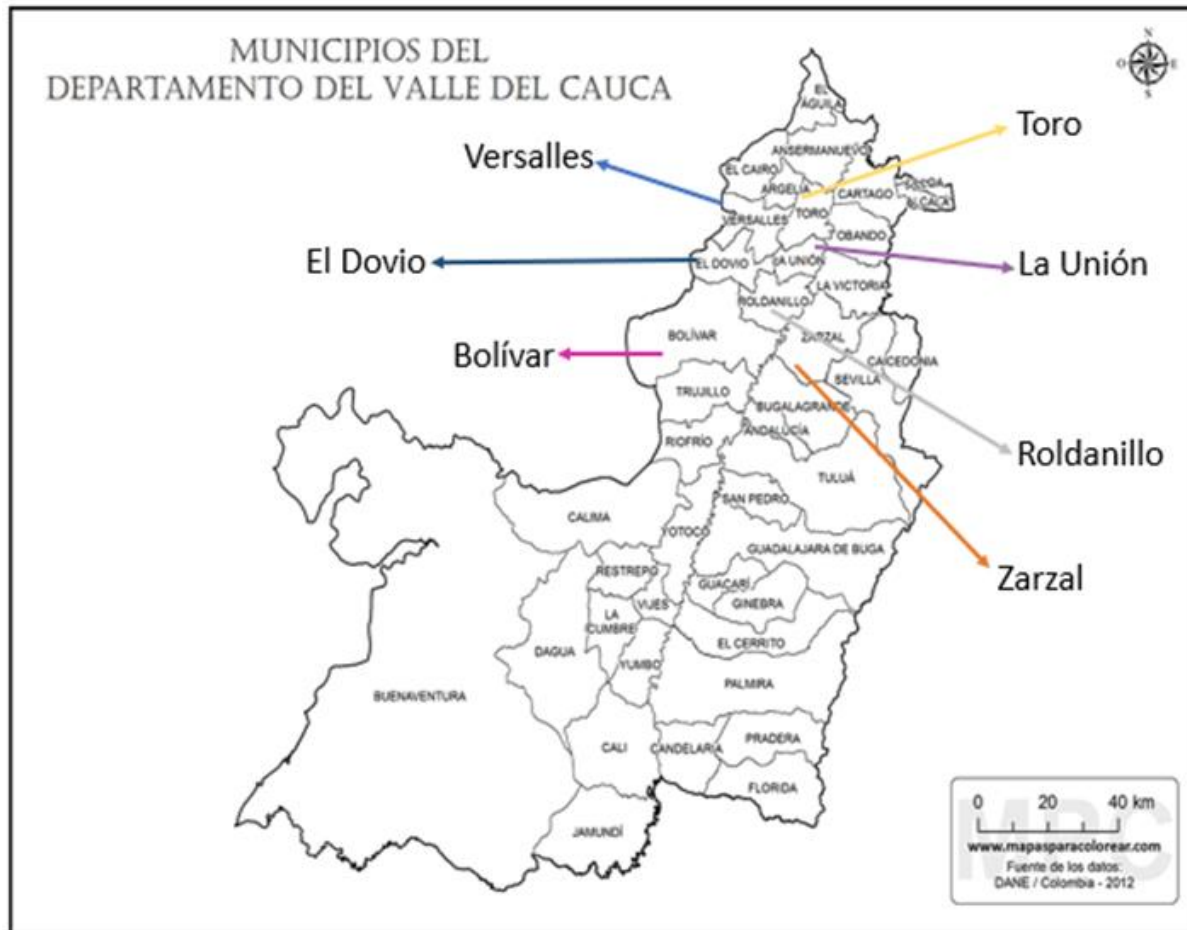 MUNICIPIOS DEL
DEPARTAMENTO DEL VALLE DEL CAUCA
N
O
E
S
Toro
Versalles
El Dovio
La Unión
Bolívar
Roldanillo
Zarzal
EL
ÁGUILA
ANSERMANUEVO
EL CAIRO
ARGELIA
CARTAGO
ALCALÁ
VERSALLES
TORO
OBANDO
EL DOVIO
LA UNIÓN
LA VICTORIA
ROLDANILLO
BOLÍVAR
ZARZAL
CAICEDONIA
SEVILLA
TRUJILLO
BUGALAGRANDE
ANDALUCÍA
RIOFRÍO
TULUÁ
SAN PEDRO
CALIMA
YOTOCO
GUADALAJARA DE BUGA
RESTREPO
GUACARÍ
GINEBRA
VIJES
LA
CUMBRE
EL CERRITO
DAGUA
YUMBO
PALMIRA
BUENAVENTURA
CALI
CANDELARIA
PRADERA
FLORIDA
JAMUNDÍ
0 20 40 km
MPC
www.mapasparacolorear.com
Fuente de los datos:
DANE / Colombia - 2012